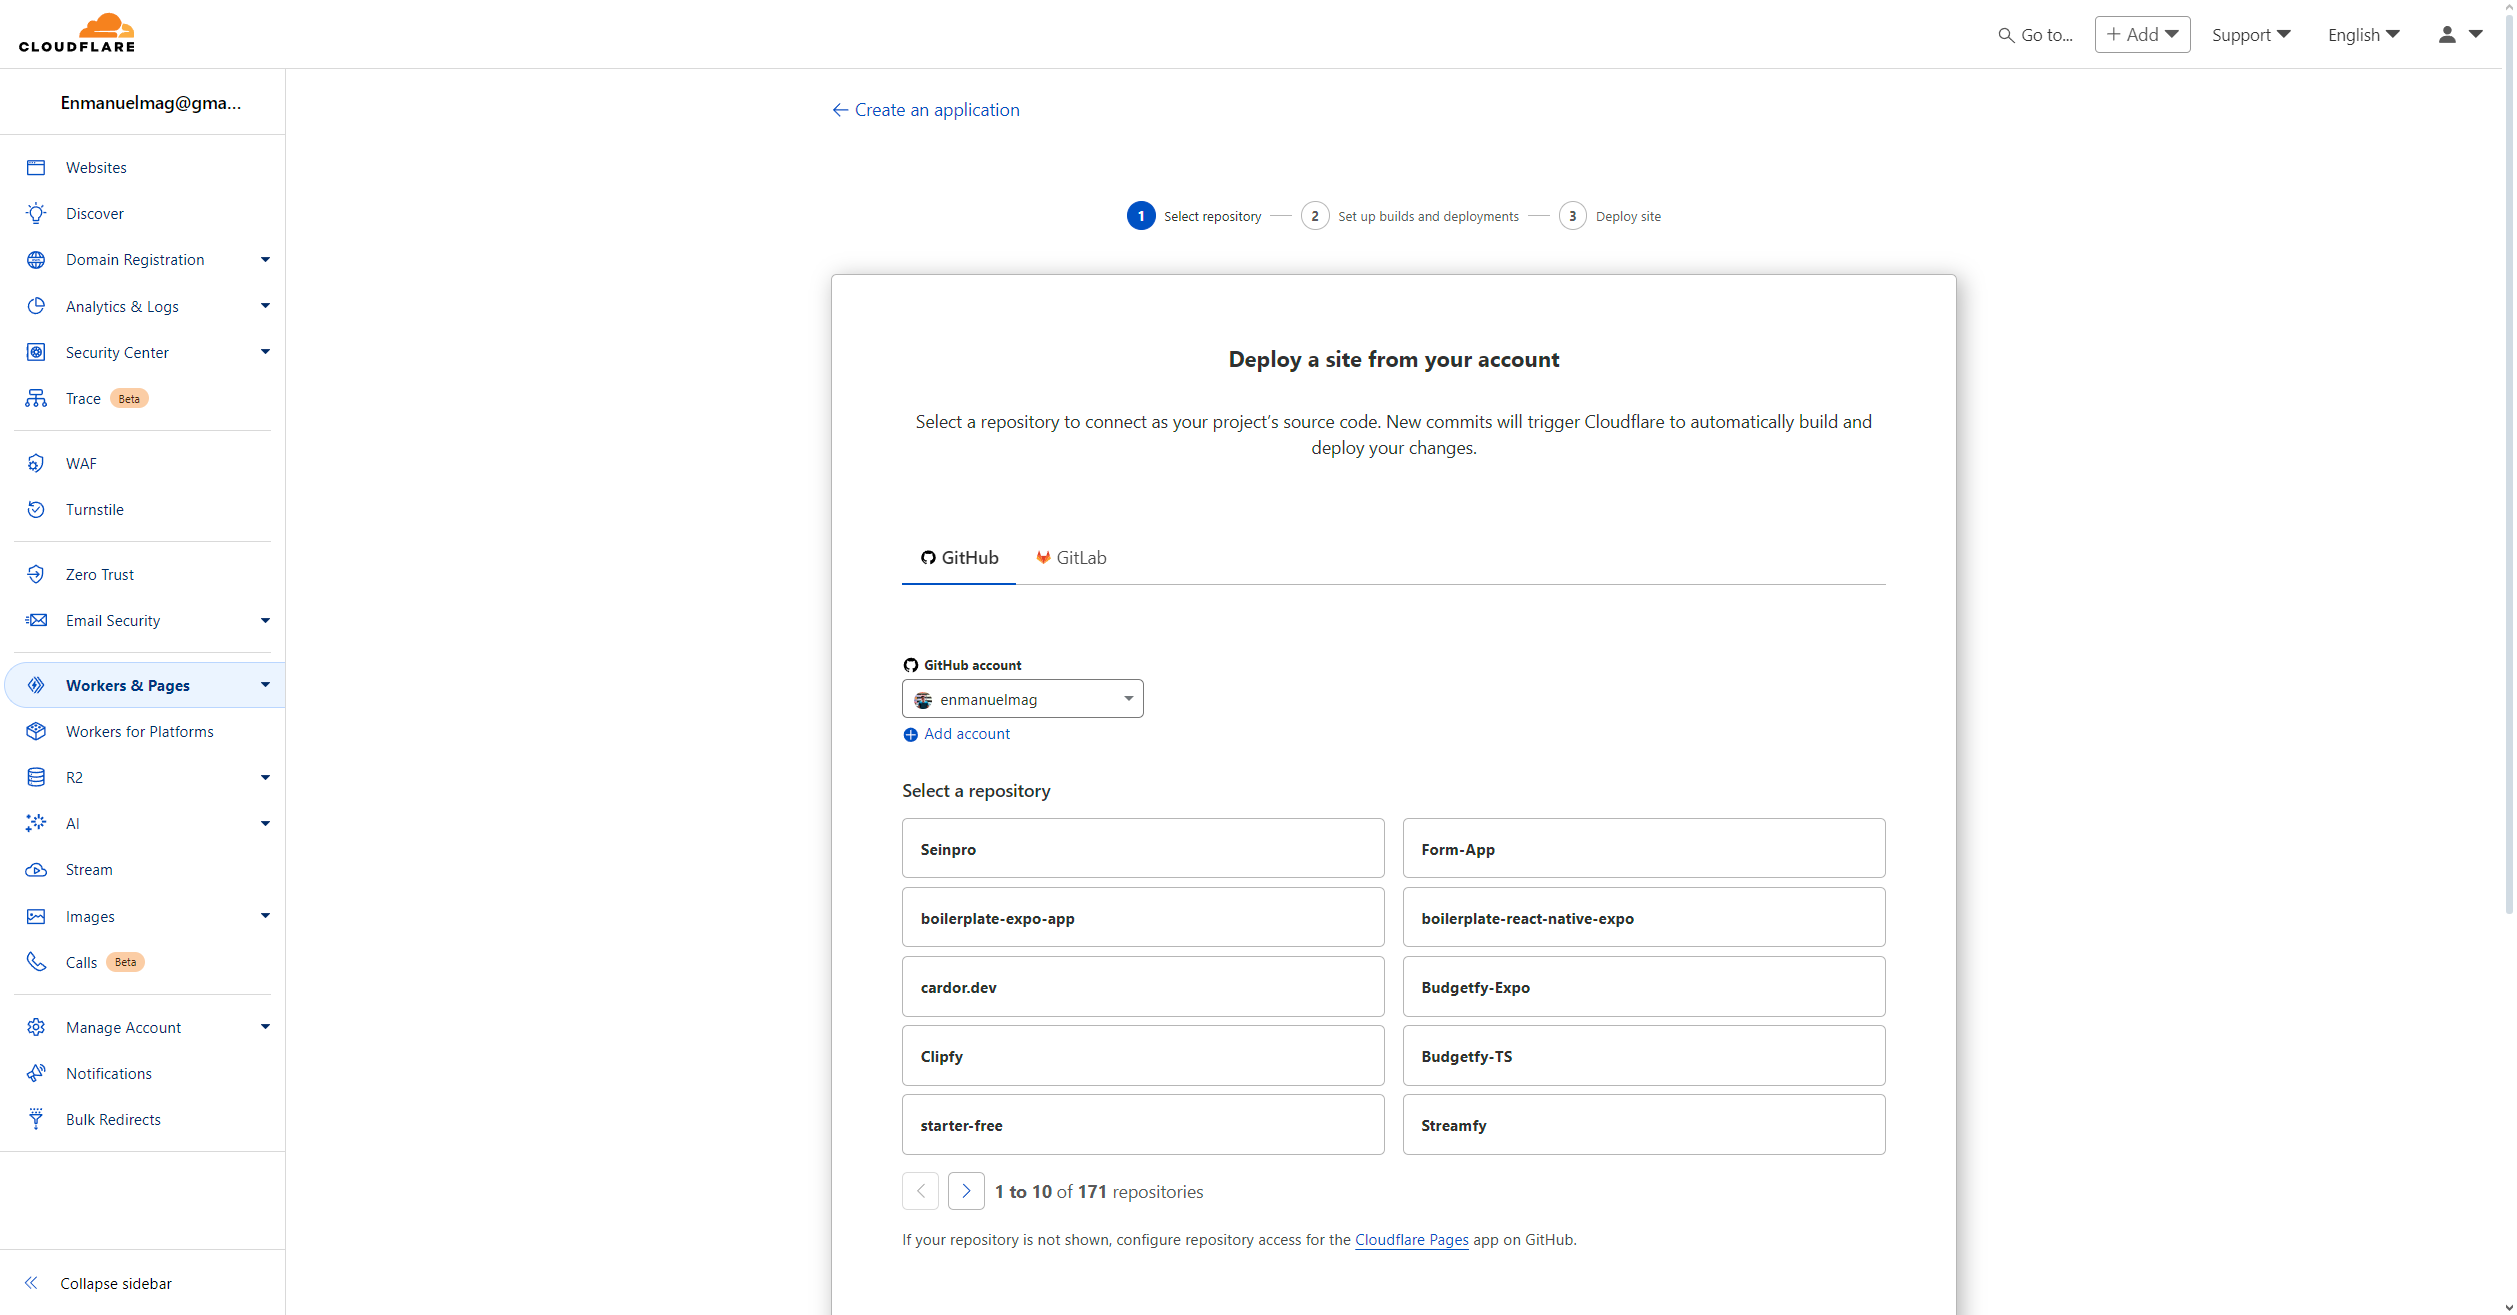 CLOUDFLARE
Go to...
Add
Support
English
Enmanuelmag@gma...
Websites
Discover
Domain Registration
Analytics & Logs
Security Center
Trace Beta
WAF
Turnstile
Zero Trust
Email Security
Workers & Pages
Workers for Platforms
R2
AI
Stream
Images
Calls Beta
Manage Account
Notifications
Bulk Redirects
Collapse sidebar
Create an application
1 Select repository 2 Set up builds and deployments 3 Deploy site
Deploy a site from your account
Select a repository to connect as your project’s source code. New commits will trigger Cloudflare to automatically build and
deploy your changes.
GitHub GitLab
GitHub account
enmanuelmag
Add account
Select a repository
Seinpro
Form-App
boilerplate-expo-app
boilerplate-react-native-expo
cardor.dev
Budgetfy-Expo
Clipfy
Budgetfy-TS
starter-free
Streamfy
1 to 10 of 171 repositories
If your repository is not shown, configure repository access for the Cloudflare Pages app on GitHub.